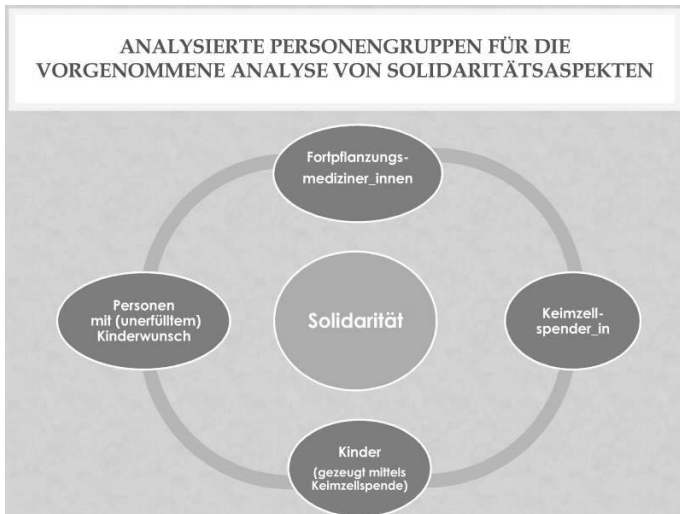 ANALYSIERTE PERSONENGRUPPEN FÜR DIE
VORGENOMMENE ANALYSE VON SOLIDARITÄTSASPEKTEN
Fortpflanzungs-
mediziner_innen
Personen
mit (unerfülltem)
Kinderwunsch
Solidarität
Keimzell-
spender_in
Kinder
(gezeugt mittels
Keimzellspende)